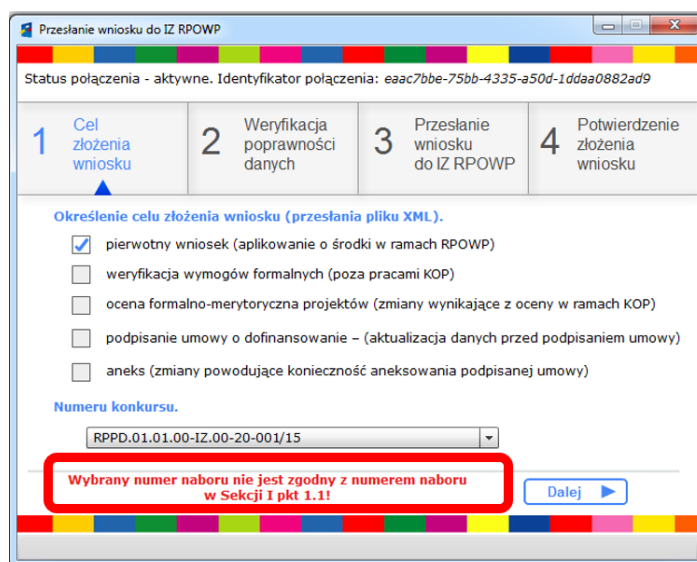 Przesłanie wniosku do IZ RPOWP
Status połączenia - aktywne. Identyfikator połączenia: eaac7bbe-75bb-4335-a50d-1ddaa0882ad9
1 Cel
złożenia
wniosku
2 Weryfikacja
poprawności
danych
3 Przesłanie
wniosku
do IZ RPOWP
4 Potwierdzenie
złożenia
wniosku
Określenie celu złożenia wniosku (przesłania pliku XML).
pierwotny wniosek (aplikowanie o środki w ramach RPOWP)
weryfikacja wymogów formalnych (poza pracami KOP)
ocena formalno-merytoryczna projektów (zmiany wynikające z oceny w ramach KOP)
podpisanie umowy o dofinansowanie – (aktualizacja danych przed podpisaniem umowy)
aneks (zmiany powodujące konieczność aneksowania podpisanej umowy)
Numeru konkursu.
RPPD.01.01.00-IZ.00-20-001/15
Wybrany numer naboru nie jest zgodny z numerem naboru
w Sekcji I pkt 1.1!
Dalej